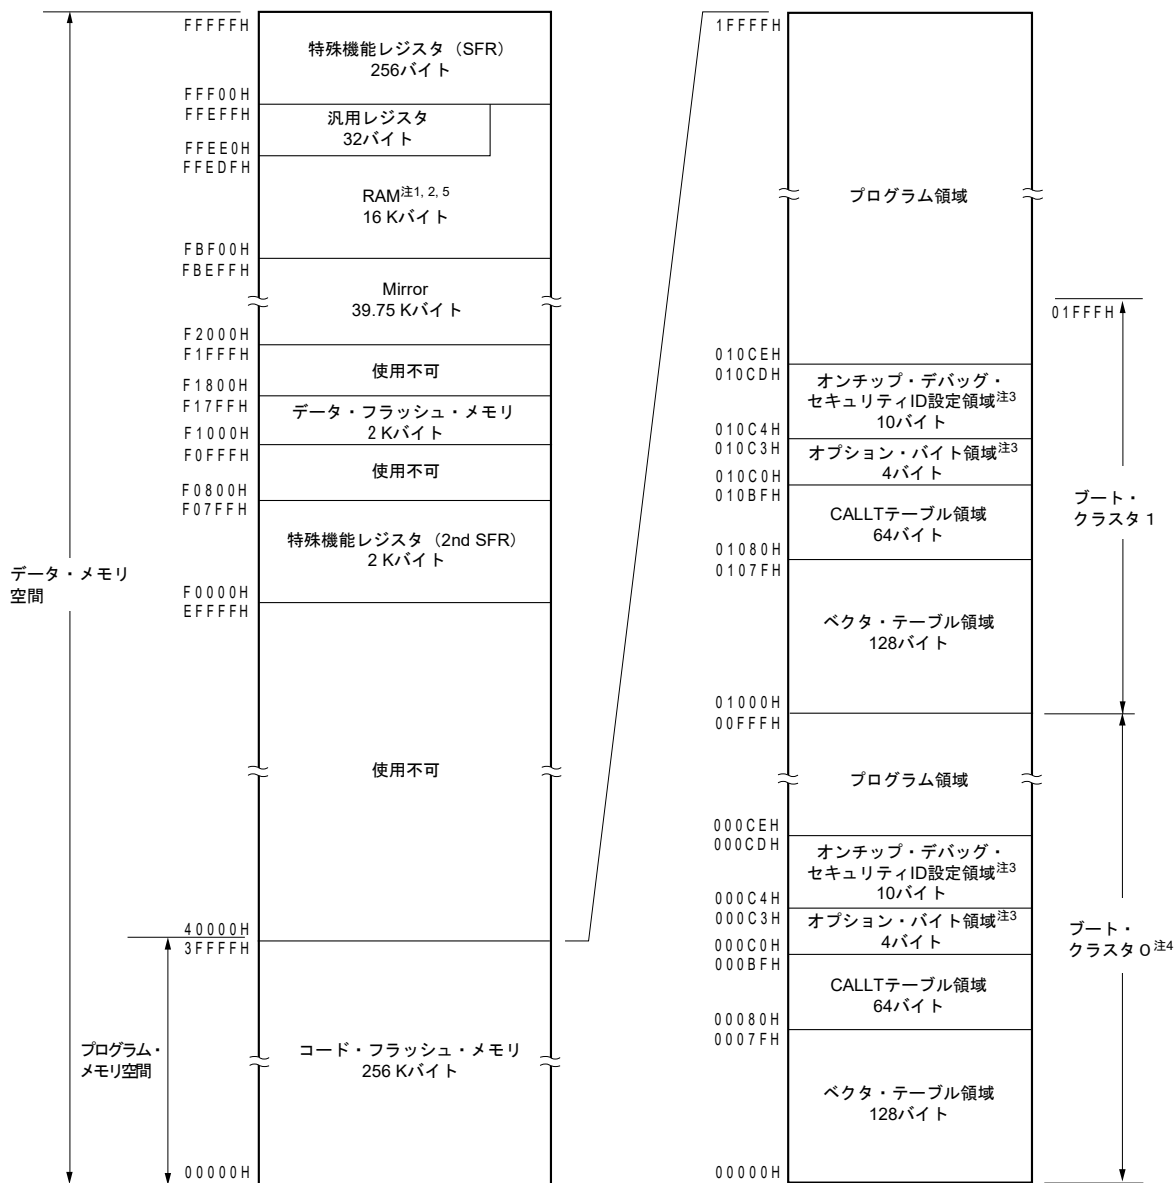 FFFFFH
特殊機能レジスタ（SFR）
256バイト
FFF00H
FFEFFH
汎用レジスタ
32バイト
FFEE0H
FFEDFH
RAM注1, 2, 5
16 Kバイト
FBF00H
FBEFFH
Mirror
39.75 Kバイト
F2000H
F1FFFH
使用不可
F1800H
F17FFH
データ・フラッシュ・メモリ
2 Kバイト
F1000H
F0FFFH
使用不可
F0800H
F07FFH
特殊機能レジスタ（2nd SFR）
2 Kバイト
データ・メモリ
空間
F0000H
EFFFFH
使用不可
40000H
3FFFFH
プログラム・
メモリ空間
コード・フラッシュ・メモリ
256 Kバイト
00000H
1FFFFH
プログラム領域
01FFFH
010CEH
010CDH
オンチップ・デバッグ・
セキュリティID設定領域注3
10バイト
010C4H
010C3H
オプション・バイト領域注3
4バイト
010C0H
010BFH
CALLTテーブル領域
64バイト
ブート・
クラスタ 1
01080H
0107FH
ベクタ・テーブル領域
128バイト
01000H
00FFFH
プログラム領域
000CEH
000CDH
オンチップ・デバッグ・
セキュリティID設定領域注3
10バイト
000C4H
000C3H
オプション・バイト領域注3
4バイト
000C0H
000BFH
ブート・
クラスタ 0注4
CALLTテーブル領域
64バイト
00080H
0007FH
ベクタ・テーブル領域
128バイト
00000H